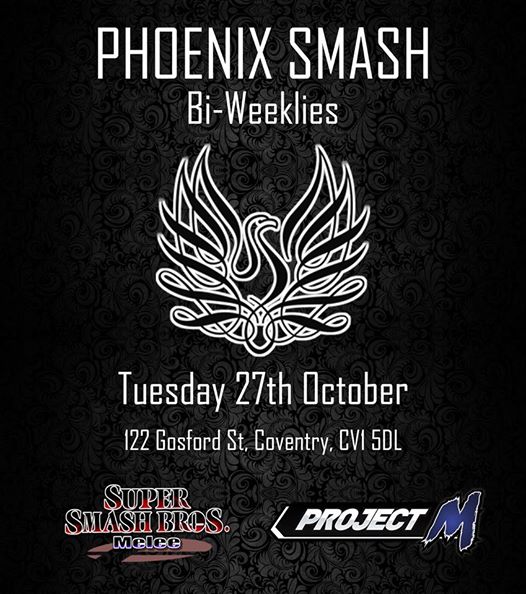 PHOENIX SMASH
Bi-Weeklies
Tuesday 27th October
122 Gosford St, Coventry, CV1 5DL
SUPER
SMASH BROS.
Melee
PROJECT M